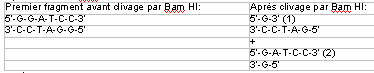 Premier fragment avant clivage par Bam HI:
5'-G-G-A-T-C-C-3'
3'-C-C-T-A-G-G-5'
Aprés clivage par Bam HI:
5'-G-3' (1)
3'-C-C-T-A-G-5'
+
5'-G-A-T-C-C-3' (2)
3'-G-5'